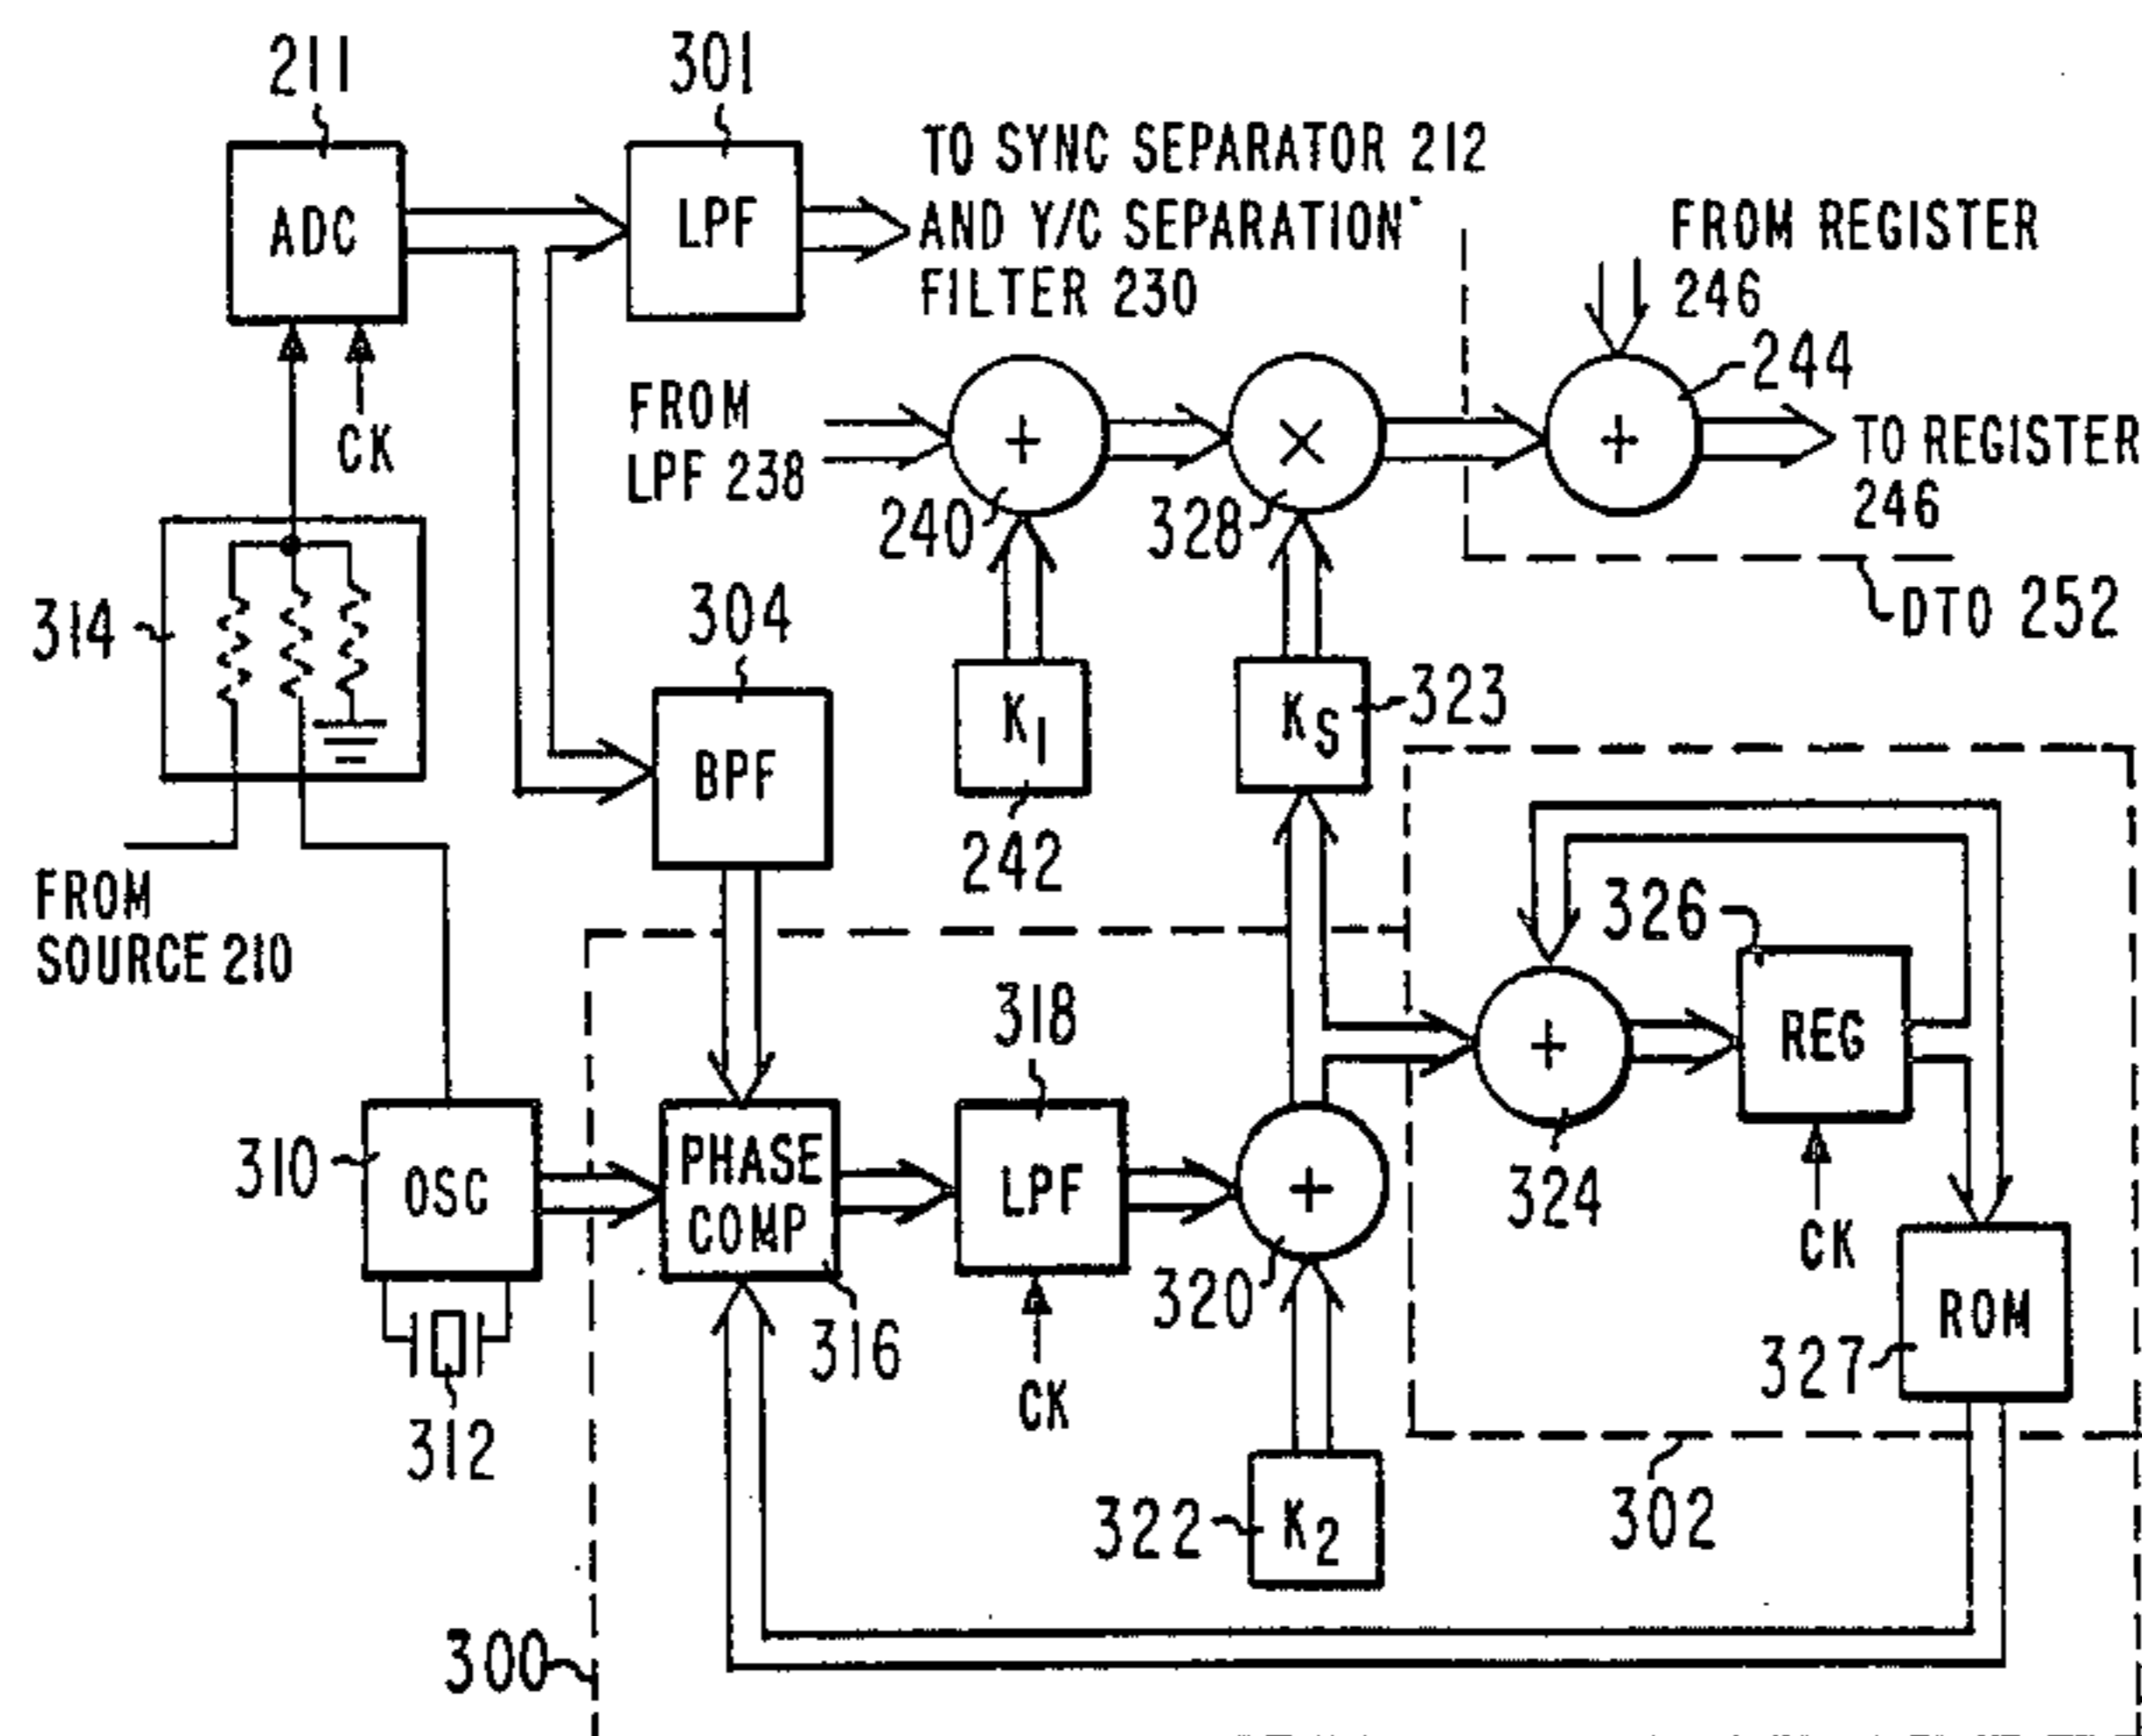 211
301
ADC
LPF
TO SYNC SEPARATOR 212
AND Y/C SEPARATION
FILTER 230
FROM REGISTER
246
244
CK
FROM
LPF 238
+
×
+
TO REGISTER
246
240
328
314
304
DTO 252
K1
KS
323
BPF
242
FROM
SOURCE 210
326
318
REG
310
OSC
PHASE
COMP
LPF
+
+
324
CK
320
316
CK
ROM
327
312
322
K2
302
300